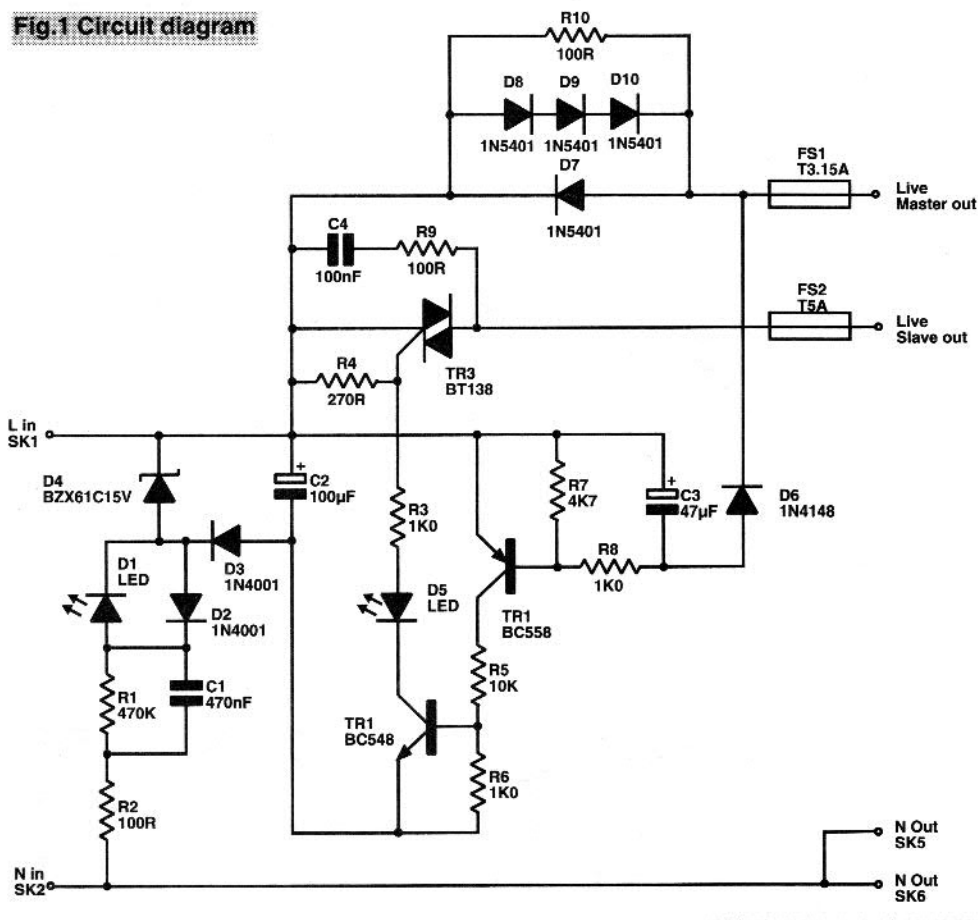 Fig.1 Circuit diagram
R10
100R
D8
D9
D10
1N5401
1N5401
1N5401
D7
1N5401
FS1
T3.15A
Live
Master out
C4
100nF
R9
100R
FS2
T5A
Live
Slave out
R4
270R
TR3
BT138
L in
SK1
D4
BZX61C15V
+
C2
100µF
R3
1K0
R7
4K7
+
C3
47µF
D6
1N4148
D1
LED
D3
1N4001
D2
1N4001
D5
LED
R8
1K0
TR1
BC558
R1
470K
C1
470nF
R5
10K
TR1
BC548
R6
1K0
R2
100R
N in
SK2
N Out
SK5
N Out
SK6